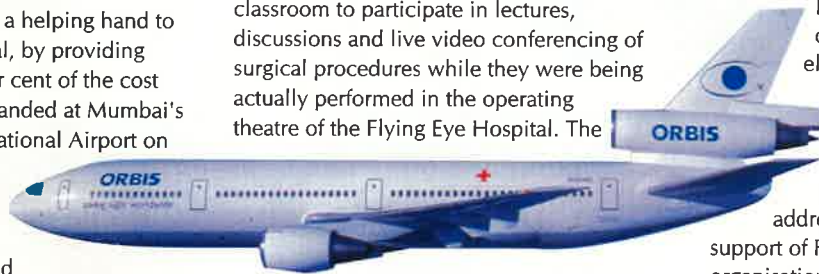 a helping hand to
al, by providing
r cent of the cost
anded at Mumbai's
ational Airport on
d
classroom to participate in lectures,
discussions and live video conferencing of
surgical procedures while they were being
actually performed in the operating
theatre of the Flying Eye Hospital. The
ORBIS
ORBIS
addre
support of F
organisation